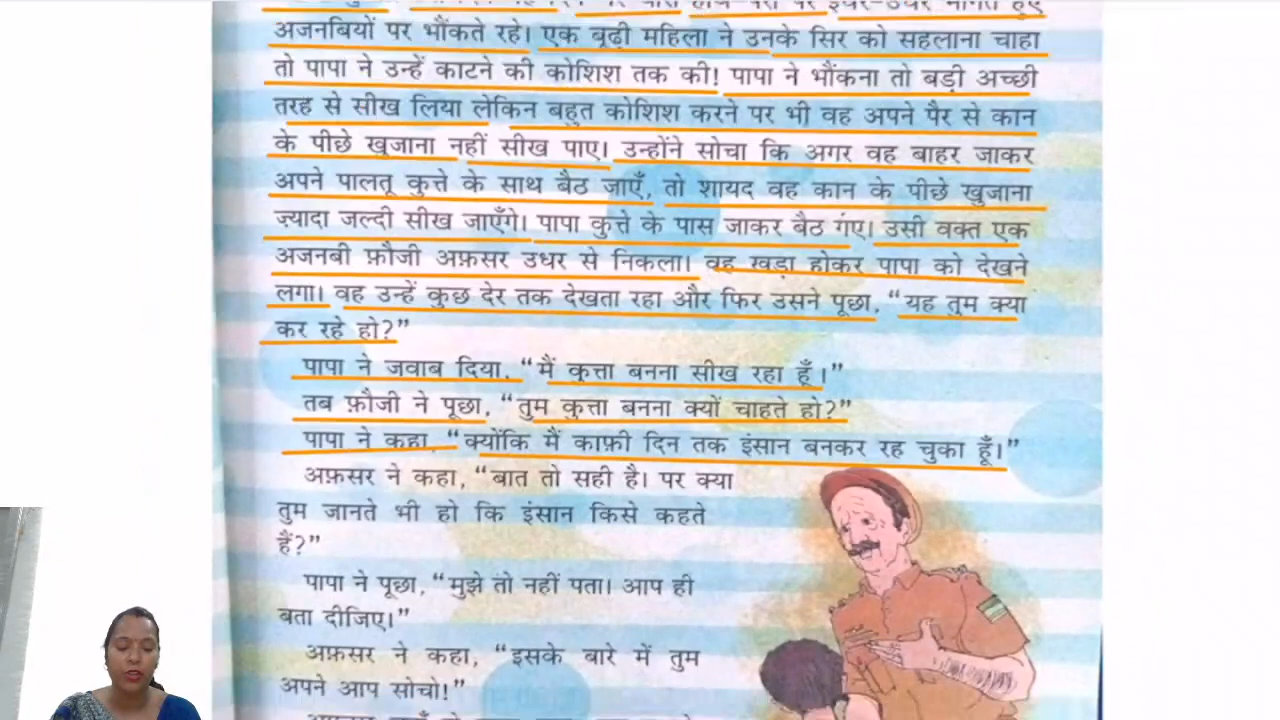 अजनबियों पर भौंकते रहे। एक बूढ़ी महिला ने उनके सिर को सहलाना चाहा
तो पापा ने उन्हें काटने की कोशिश तक की! पापा ने भौंकना तो बड़ी अच्छी
तरह से सीख लिया लेकिन बहुत कोशिश करने पर भी वह अपने पैर से कान
के पीछे खुजाना नहीं सीख पाए। उन्होंने सोचा कि अगर वह बाहर जाकर
अपने पालतू कुत्ते के साथ बैठ जाएँ, तो शायद वह कान के पीछे खुजाना
ज़्यादा जल्दी सीख जाएँगे। पापा कुत्ते के पास जाकर बैठ गए। उसी वक्त एक
अजनबी फ़ौजी अफ़सर उधर से निकला। वह खड़ा होकर पापा को देखने
लगा। वह उन्हें कुछ देर तक देखता रहा और फिर उसने पूछा, “यह तुम क्या
कर रहे हो?”
पापा ने जवाब दिया, “मैं कुत्ता बनना सीख रहा हूँ।”
तब फ़ौजी ने पूछा, “तुम कुत्ता बनना क्यों चाहते हो?”
पापा ने कहा, “क्योंकि मैं काफ़ी दिन तक इंसान बनकर रह चुका हूँ।”
अफ़सर ने कहा, “बात तो सही है। पर क्या
तुम जानते भी हो कि इंसान किसे कहते
हैं?”
पापा ने पूछा, “मुझे तो नहीं पता। आप ही
बता दीजिए।”
अफ़सर ने कहा, “इसके बारे में तुम
अपने आप सोचो!”